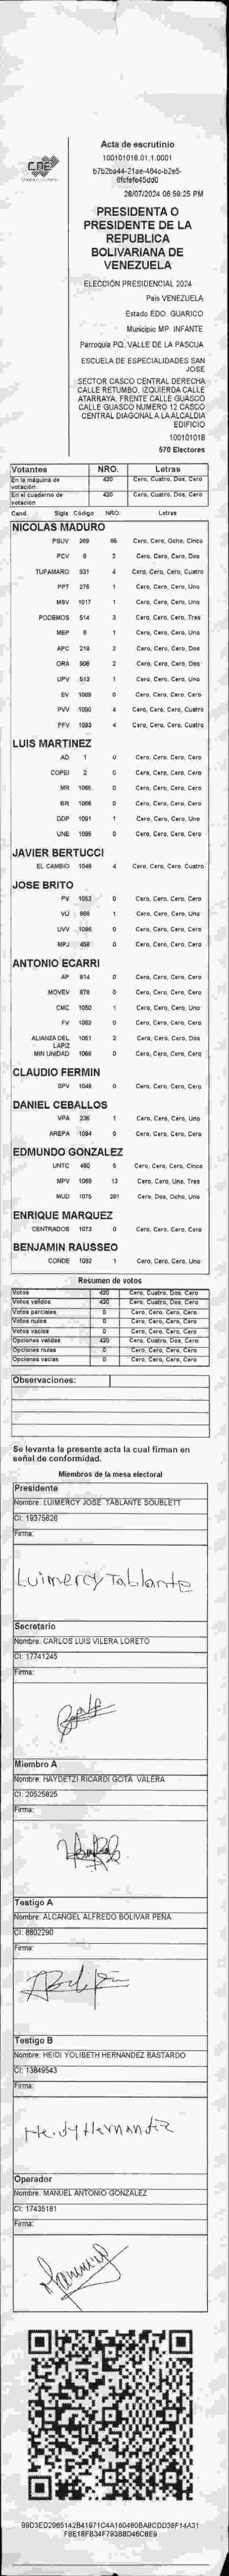 CNE
Acta de escrutinio
100101018.01.1.0001
b7b2ba44-21ae-464c-b2e5-
6fcfefe45dd0
28/07/2024 06:59:25 PM
PRESIDENTA O
PRESIDENTE DE LA
REPUBLICA
BOLIVARIANA DE
VENEZUELA
ELECCIÓN PRESIDENCIAL 2024
País VENEZUELA
Estado EDO. GUARICO
Municipio MP. INFANTE
Parroquia PQ. VALLE DE LA PASCUA
ESCUELA DE ESPECIALIDADES SAN
JOSE
SECTOR CASCO CENTRAL DERECHA
CALLE RETUMBO. IZQUIERDA CALLE
ATARRAYA. FRENTE CALLE GUASCO
CALLE GUASCO NUMERO 12 CASCO
CENTRAL DIAGONAL A LA ALCALDIA
EDIFICIO
100101018
570 Electores
Votantes NRO. Letras
En la máquina de votación 420 Cero, Cuatro, Dos, Cero
En el cuaderno de votación 420 Cero, Cuatro, Dos, Cero
Cand. Sigla Código NRO. Letras
NICOLAS MADURO
PSUV 269 85 Cero, Cero, Ocho, Cinco
PCV 9 2 Cero, Cero, Cero, Dos
TUPAMARO 931 4 Cero, Cero, Cero, Cuatro
PPT 275 1 Cero, Cero, Cero, Uno
MSV 1017 1 Cero, Cero, Cero, Uno
PODEMOS 514 3 Cero, Cero, Cero, Tres
MEP 6 1 Cero, Cero, Cero, Uno
APC 219 2 Cero, Cero, Cero, Dos
ORA 906 2 Cero, Cero, Cero, Dos
UPV 613 1 Cero, Cero, Cero, Uno
EV 1089 0 Cero, Cero, Cero, Cero
PVV 1090 4 Cero, Cero, Cero, Cuatro
PFV 1093 4 Cero, Cero, Cero, Cuatro
LUIS MARTINEZ
AD 1 0 Cero, Cero, Cero, Cero
COPEI 2 0 Cero, Cero, Cero, Cero
MR 1066 0 Cero, Cero, Cero, Cero
BR 0 Cero, Cero, Cero, Cero
DDP 1091 1 Cero, Cero, Cero, Uno
UNE 1095 0 Cero, Cero, Cero, Cero
JAVIER BERTUCCI
EL CAMBIO 1048 4 Cero, Cero, Cero, Cuatro
JOSE BRITO
PV 1053 0 Cero, Cero, Cero, Cero
VU 868 1 Cero, Cero, Cero, Uno
UVV 1096 0 Cero, Cero, Cero, Cero
MPJ 458 0 Cero, Cero, Cero, Cero
ANTONIO ECARRI
AP 814 0 Cero, Cero, Cero, Cero
MOVEV 876 0 Cero, Cero, Cero, Cero
CMC 1050 1 Cero, Cero, Cero, Uno
FV 1052 0 Cero, Cero, Cero, Cero
ALIANZA DEL LAPIZ 1051 2 Cero, Cero, Cero, Dos
MIN UNIDAD 1068 0 Cero, Cero, Cero, Cero
CLAUDIO FERMIN
SPV 1049 0 Cero, Cero, Cero, Cero
DANIEL CEBALLOS
VPA 236 1 Cero, Cero, Cero, Uno
AREPA 1094 0 Cero, Cero, Cero, Cero
EDMUNDO GONZALEZ
UNTC 480 5 Cero, Cero, Cero, Cinco
MPV 1069 13 Cero, Cero, Uno, Tres
MUD 1075 281 Cero, Dos, Ocho, Uno
ENRIQUE MARQUEZ
CENTRADOS 1073 0 Cero, Cero, Cero, Cero
BENJAMIN RAUSSEO
CONDE 1092 1 Cero, Cero, Cero, Uno
Resumen de votos
Votos 420 Cero, Cuatro, Dos, Cero
Votos validos 420 Cero, Cuatro, Dos, Cero
Votos parciales 0 Cero, Cero, Cero, Cero
Votos nulos 0 Cero, Cero, Cero, Cero
Votos vacios 0 Cero, Cero, Cero, Cero
Opciones validas 420 Cero, Cuatro, Dos, Cero
Opciones nulas 0 Cero, Cero, Cero, Cero
Opciones vacias 0 Cero, Cero, Cero, Cero
Observaciones:
Se levanta la presente acta la cual firman en
señal de conformidad.
Miembros de la mesa electoral
Presidente
Nombre: LUIMERCY JOSE TABLANTE SOUBLETT
CI: 19375628
Firma:
Luimercy Tablante
Secretario
Nombre: CARLOS LUIS VILERA LORETO
CI: 17741245
Firma:
Miembro A
Nombre: HAYDETZI RICARDI GOTA VALERA
CI: 20525825
Firma:
Testigo A
Nombre: ALCANGEL ALFREDO BOLIVAR PEÑA
CI: 8802290
Firma:
Testigo B
Nombre: HEIDI YOLIBETH HERNANDEZ BASTARDO
CI: 13849543
Firma:
Heidy Hernandez
Operador
Nombre: MANUEL ANTONIO GONZALEZ
CI: 17435181
Firma:
99D3ED2965142B41971C4A160480BA8CDD36F14A31
F8E18FB34F79388D46C8E9